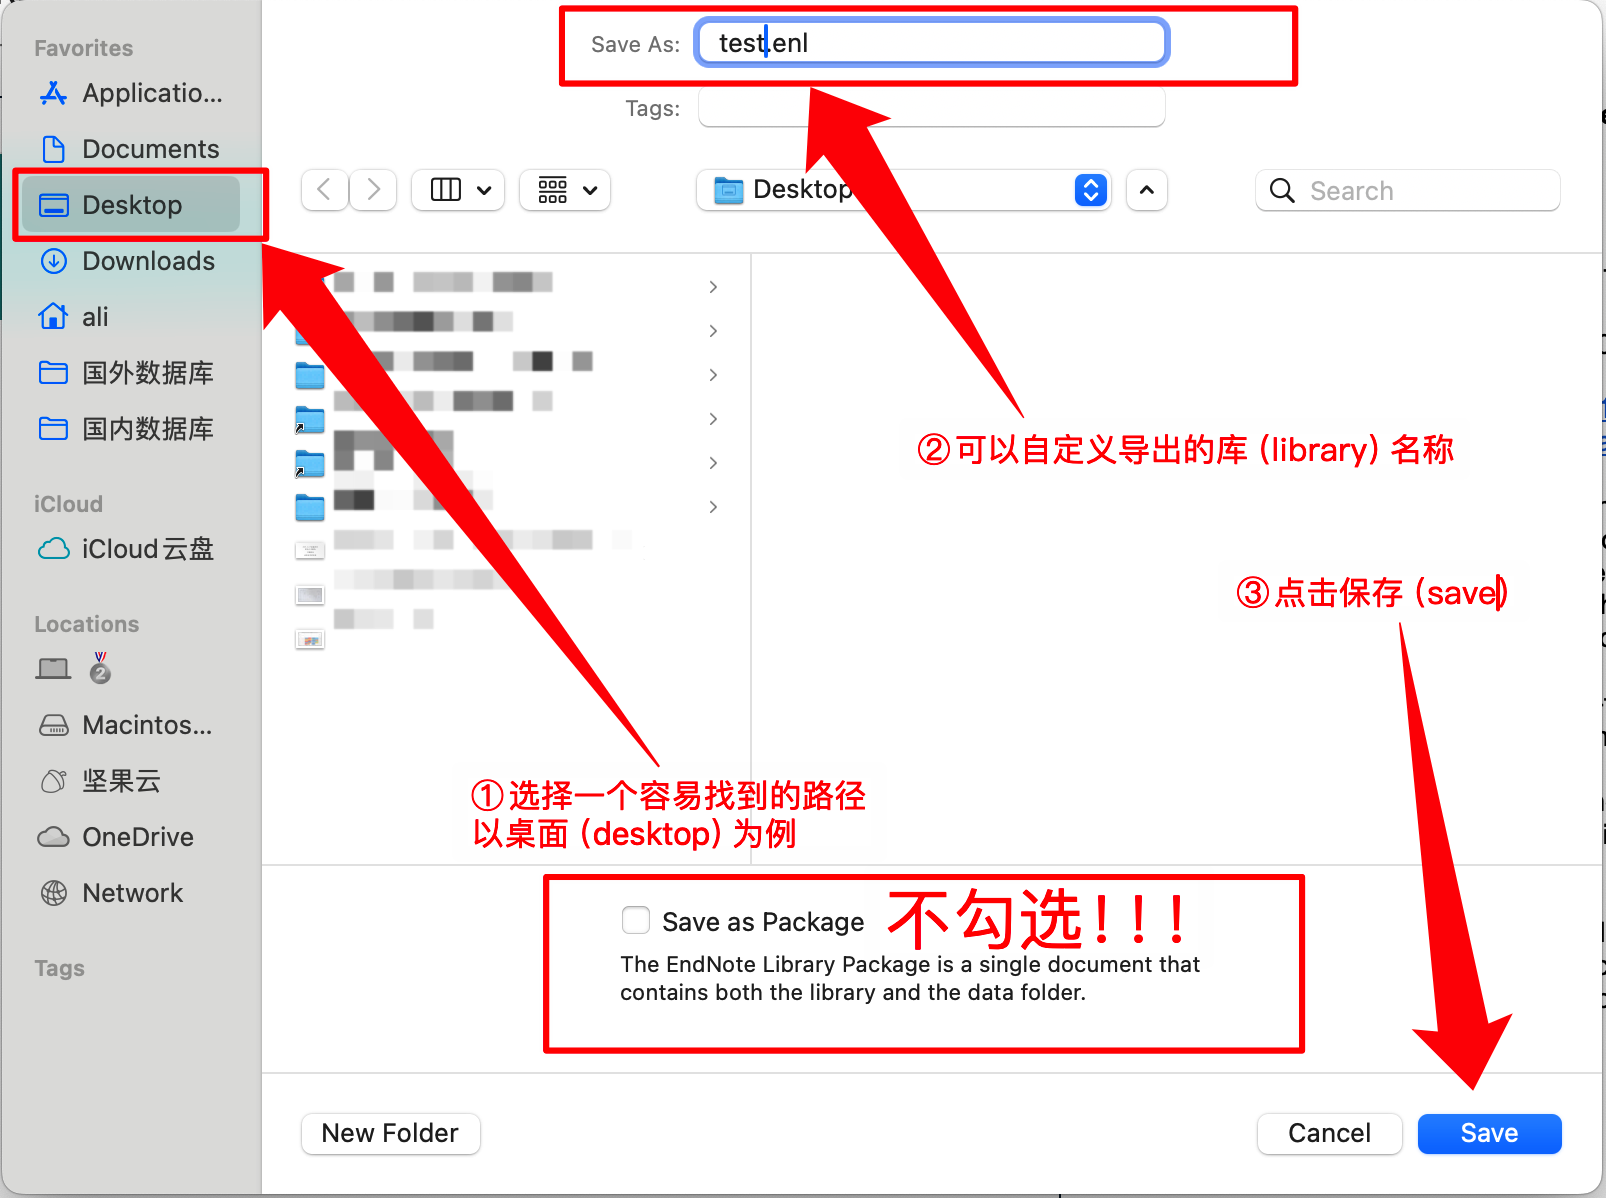 Favorites
Applicatio...
Documents
Desktop
Downloads
ali
国外数据库
国内数据库
iCloud
iCloud云盘
Locations
2
Macintos...
坚果云
OneDrive
Network
Tags
Save As: test.enl
Tags:
Desktop
Search
②可以自定义导出的库（library）名称
③点击保存（save）
①选择一个容易找到的路径
以桌面（desktop）为例
Save as Package 不勾选！！！
The EndNote Library Package is a single document that
contains both the library and the data folder.
New Folder
Cancel
Save